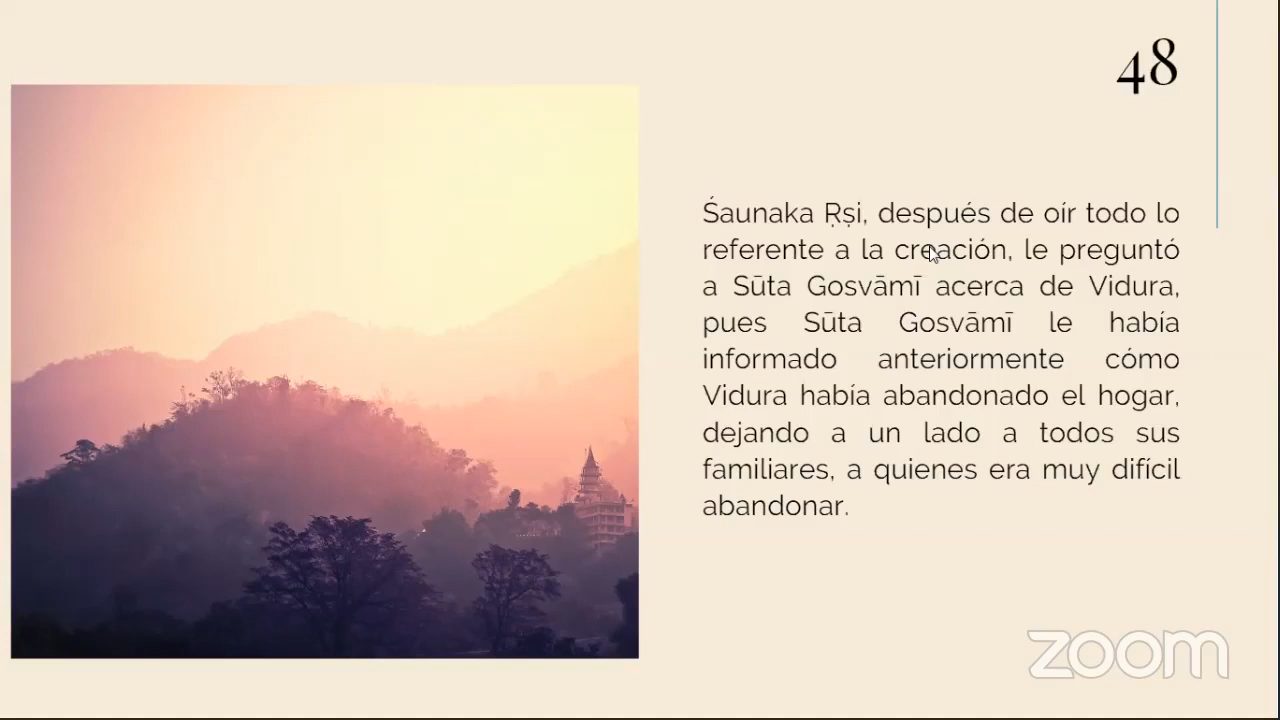 48
Śaunaka Ṛṣi, después de oír todo lo
referente a la creación, le preguntó
a Sūta Gosvāmī acerca de Vidura,
pues Sūta Gosvāmī le había
informado anteriormente cómo
Vidura había abandonado el hogar,
dejando a un lado a todos sus
familiares, a quienes era muy difícil
abandonar.
zoom